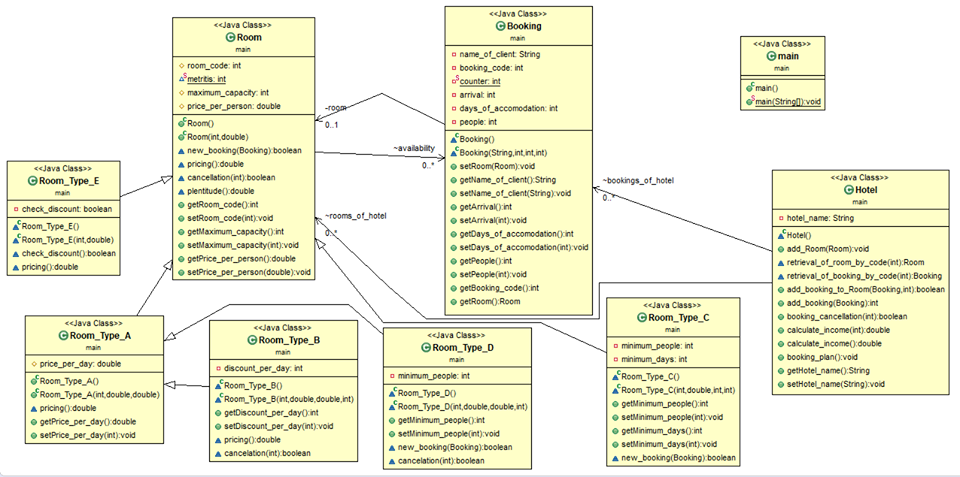 <<Java Class>>
Room
main
room_code: int
metritis: int
maximum_capacity: int
price_per_person: double
Room()
Room(int,double)
new_booking(Booking):boolean
pricing():double
cancellation(int):boolean
plentitude():double
getRoom_code():int
setRoom_code(int):void
getMaximum_capacity():int
setMaximum_capacity(int):void
getPrice_per_person():double
setPrice_per_person(double):void
<<Java Class>>
Booking
main
name_of_client: String
booking_code: int
counter: int
arrival: int
days_of_accomodation: int
people: int
Booking()
Booking(String,int,int,int)
setRoom(Room):void
getName_of_client():String
setName_of_client(String):void
getArrival():int
setArrival(int):void
getDays_of_accomodation():int
setDays_of_accomodation(int):void
getPeople():int
setPeople(int):void
getBooking_code():int
getRoom():Room
<<Java Class>>
main
main
main()
main(String[]):void
-room
0..1
~availability
0..*
~bookings_of_hotel
0..*
~rooms_of_hotel
0..*
<<Java Class>>
Room_Type_E
main
check_discount: boolean
Room_Type_E()
Room_Type_E(int,double)
check_discount():boolean
pricing():double
<<Java Class>>
Hotel
main
hotel_name: String
Hotel()
add_Room(Room):void
retrieval_of_room_by_code(int):Room
retrieval_of_booking_by_code(int):Booking
add_booking_to_Room(Booking,int):boolean
add_booking(Booking):int
booking_cancellation(int):boolean
calculate_income(int):double
calculate_income():double
booking_plan():void
getHotel_name():String
setHotel_name(String):void
<<Java Class>>
Room_Type_A
main
price_per_day: double
Room_Type_A()
Room_Type_A(int,double,double)
pricing():double
getPrice_per_day():double
setPrice_per_day(int):void
<<Java Class>>
Room_Type_B
main
discount_per_day: int
Room_Type_B()
Room_Type_B(int,double,double,int)
getDiscount_per_day():int
setDiscount_per_day(int):void
pricing():double
cancelation(int):boolean
<<Java Class>>
Room_Type_D
main
minimum_people: int
Room_Type_D()
Room_Type_D(int,double,double,int)
getMinimum_people():int
setMinimum_people(int):void
new_booking(Booking):boolean
cancelation(int):boolean
<<Java Class>>
Room_Type_C
main
minimum_people: int
minimum_days: int
Room_Type_C()
Room_Type_C(int,double,int,int)
getMinimum_people():int
setMinimum_people(int):void
getMinimum_days():int
setMinimum_days(int):void
new_booking(Booking):boolean